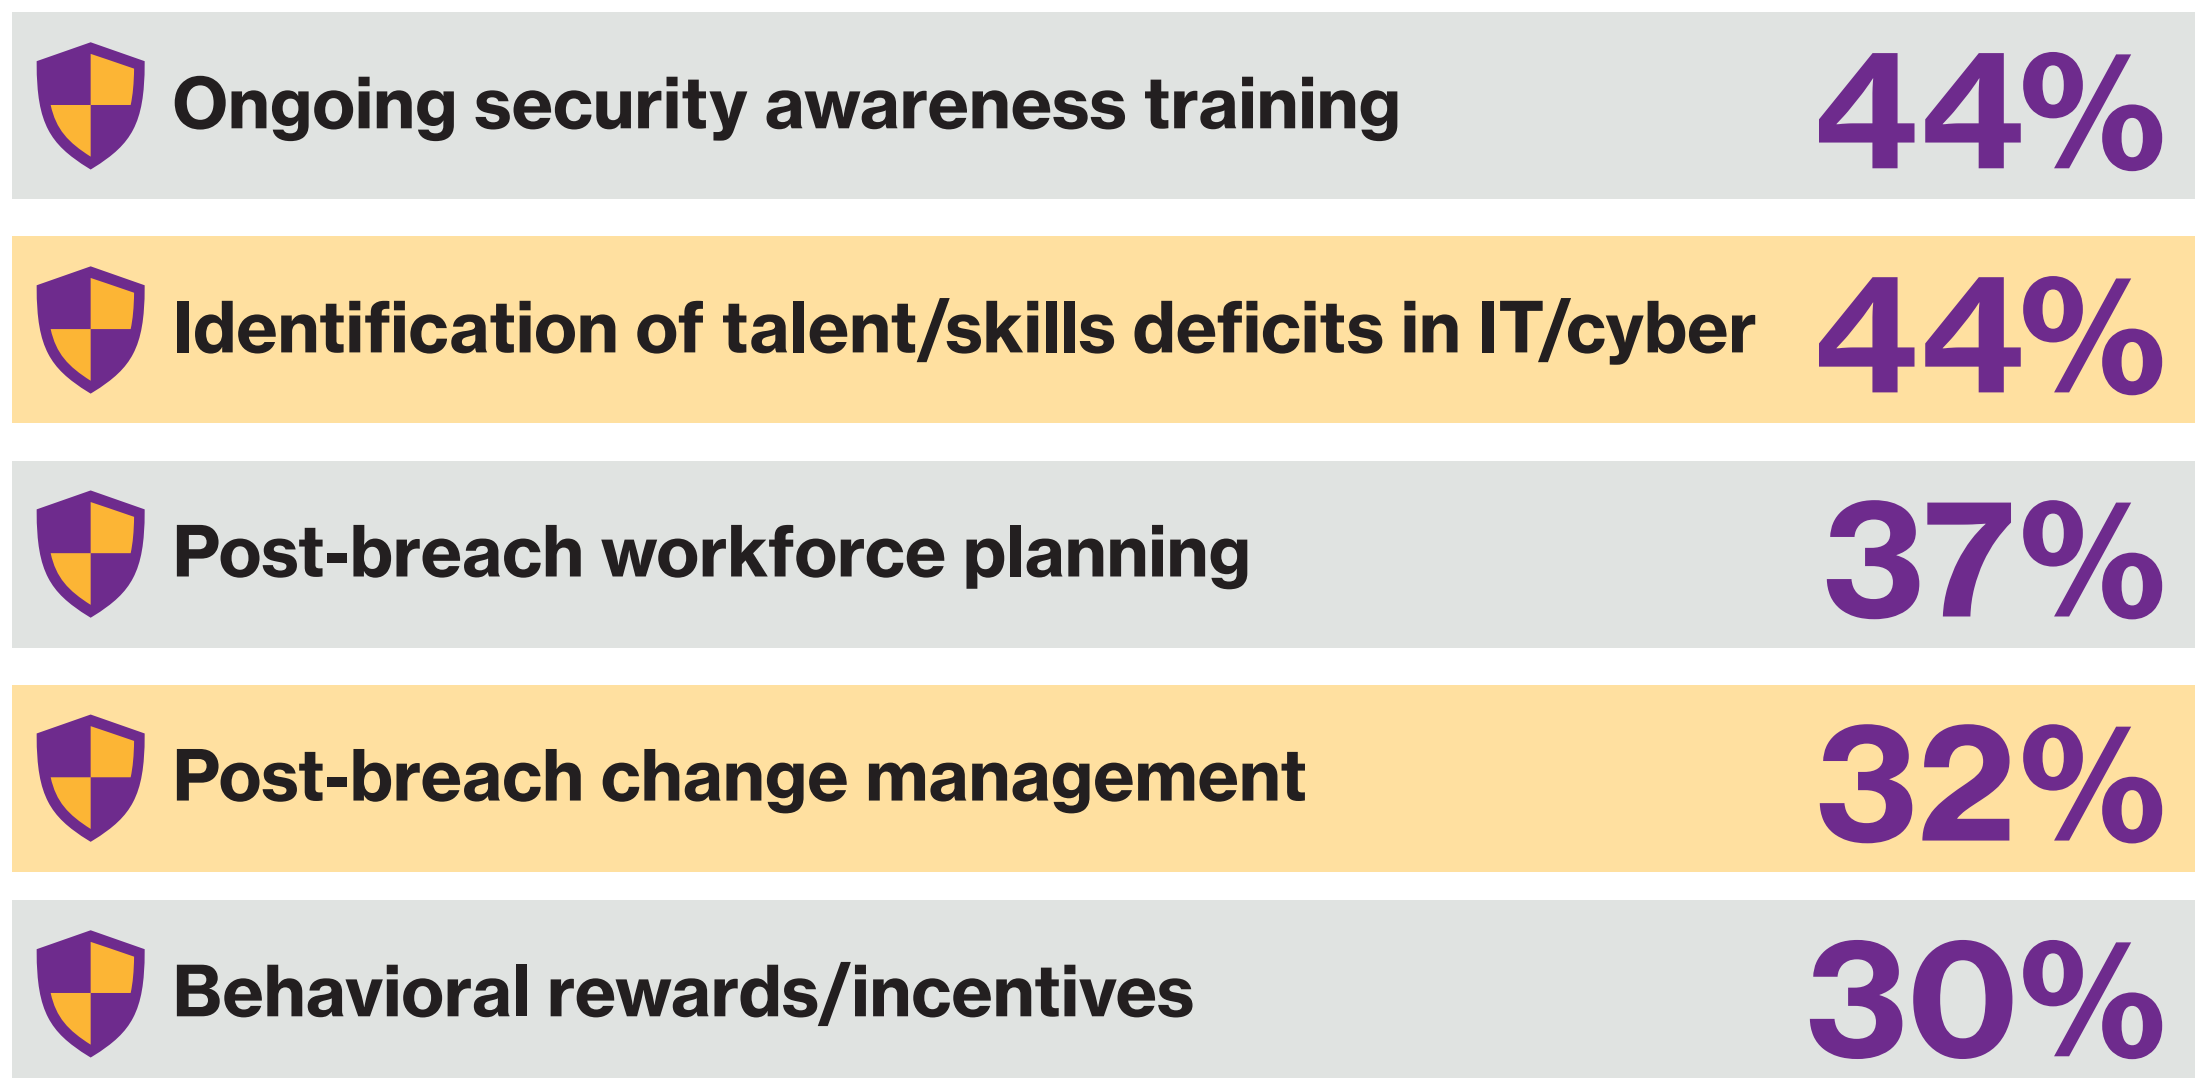 Ongoing security awareness training 44%
Identification of talent/skills deficits in IT/cyber 44%
Post-breach workforce planning 37%
Post-breach change management 32%
Behavioral rewards/incentives 30%